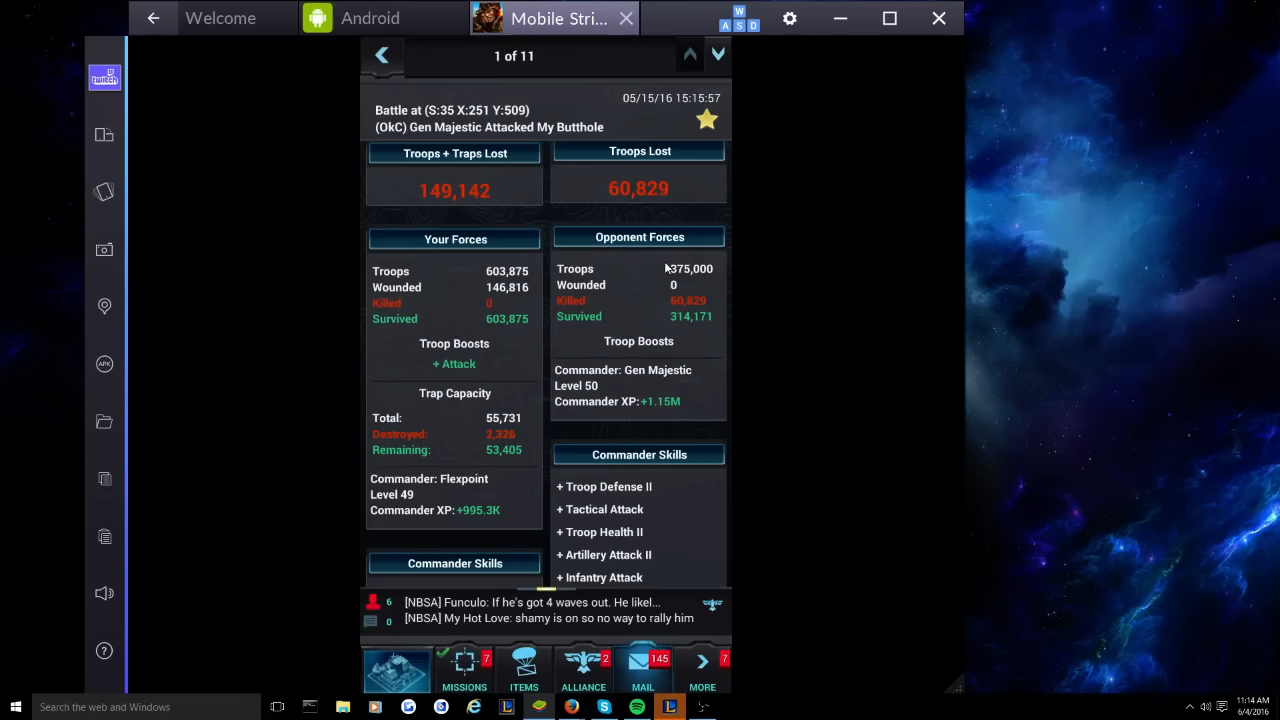 Welcome
Android
Mobile Stri...
W
A S D
twitch
1 of 11
05/15/16 15:15:57
Battle at (S:35 X:251 Y:509)
(OkC) Gen Majestic Attacked My Butthole
Troops + Traps Lost
149,142
Troops Lost
60,829
Your Forces
Troops 603,875
Wounded 146,816
Killed 0
Survived 603,875
Troop Boosts
+ Attack
Trap Capacity
Total: 55,731
Destroyed: 2,326
Remaining: 53,405
Commander: Flexpoint
Level 49
Commander XP: +995.3K
Commander Skills
Opponent Forces
Troops 375,000
Wounded 0
Killed 60,829
Survived 314,171
Troop Boosts
Commander: Gen Majestic
Level 50
Commander XP: +1.15M
Commander Skills
+ Troop Defense II
+ Tactical Attack
+ Troop Health II
+ Artillery Attack II
+ Infantry Attack
6 [NBSA] Funculo: If he's got 4 waves out. He likel...
0 [NBSA] My Hot Love: shamy is on so no way to rally him
7 2 145 7
MISSIONS ITEMS ALLIANCE MAIL MORE
APK
?
Search the web and Windows
11:14 AM
6/4/2016